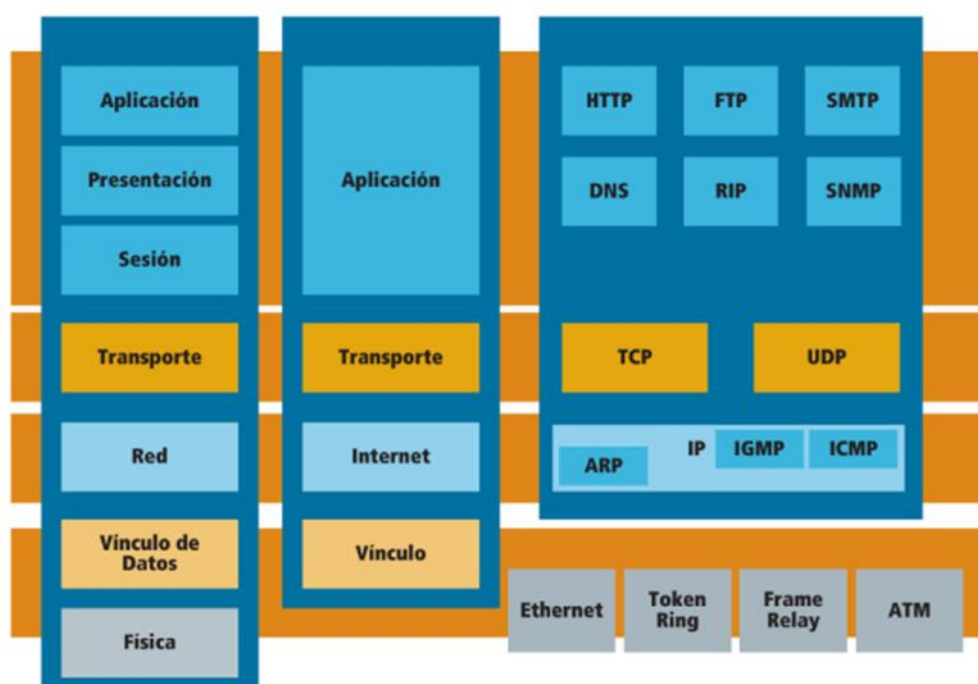 Aplicación
Presentación
Sesión
Transporte
Red
Vínculo de
Datos
Física
Aplicación
Transporte
Internet
Vínculo
HTTP FTP SMTP
DNS RIP SNMP
TCP UDP
ARP IP IGMP ICMP
Ethernet
Token
Ring
Frame
Relay
ATM